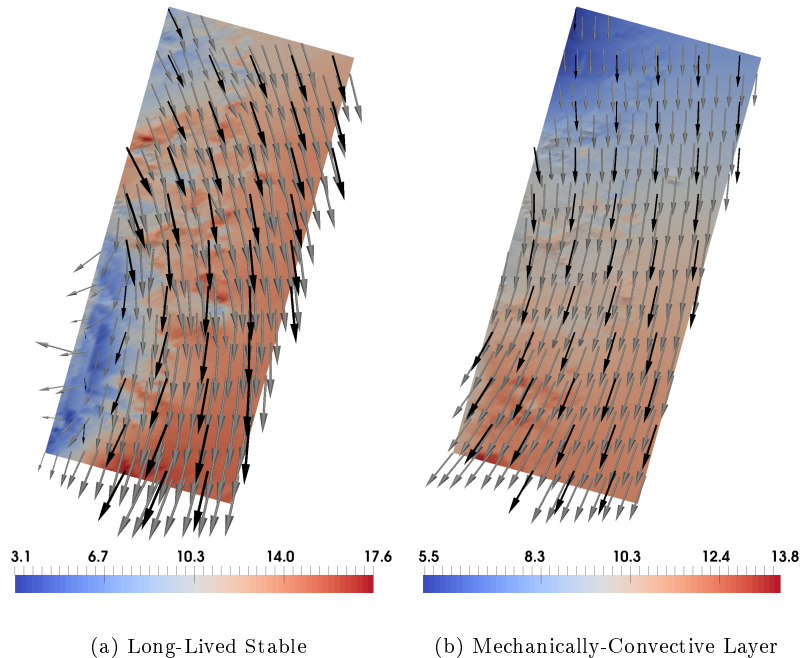 3.1 6.7 10.3 14.0 17.6
5.5 8.3 10.3 12.4 13.8
(a) Long-Lived Stable
(b) Mechanically-Convective Layer